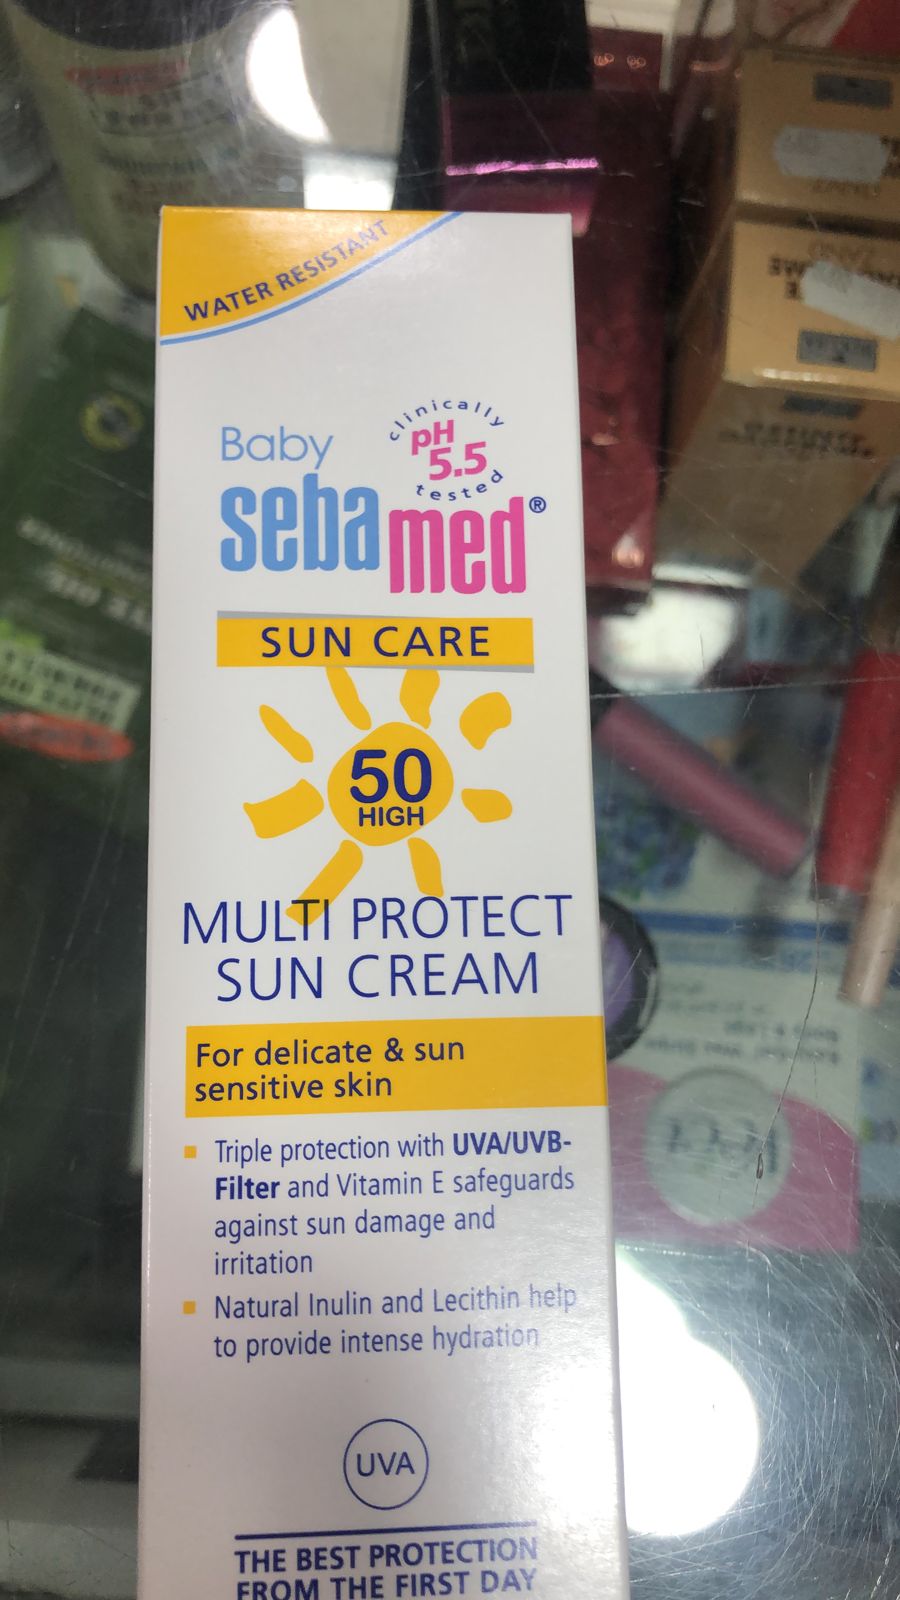 WATER RESISTANT
Baby
clinically
pH
5.5
tested
sebamed®
SUN CARE
50
HIGH
MULTI PROTECT
SUN CREAM
For delicate & sun
sensitive skin
Triple protection with UVA/UVB-
Filter and Vitamin E safeguards
against sun damage and
irritation
Natural Inulin and Lecithin help
to provide intense hydration
UVA
THE BEST PROTECTION
FROM THE FIRST DAY